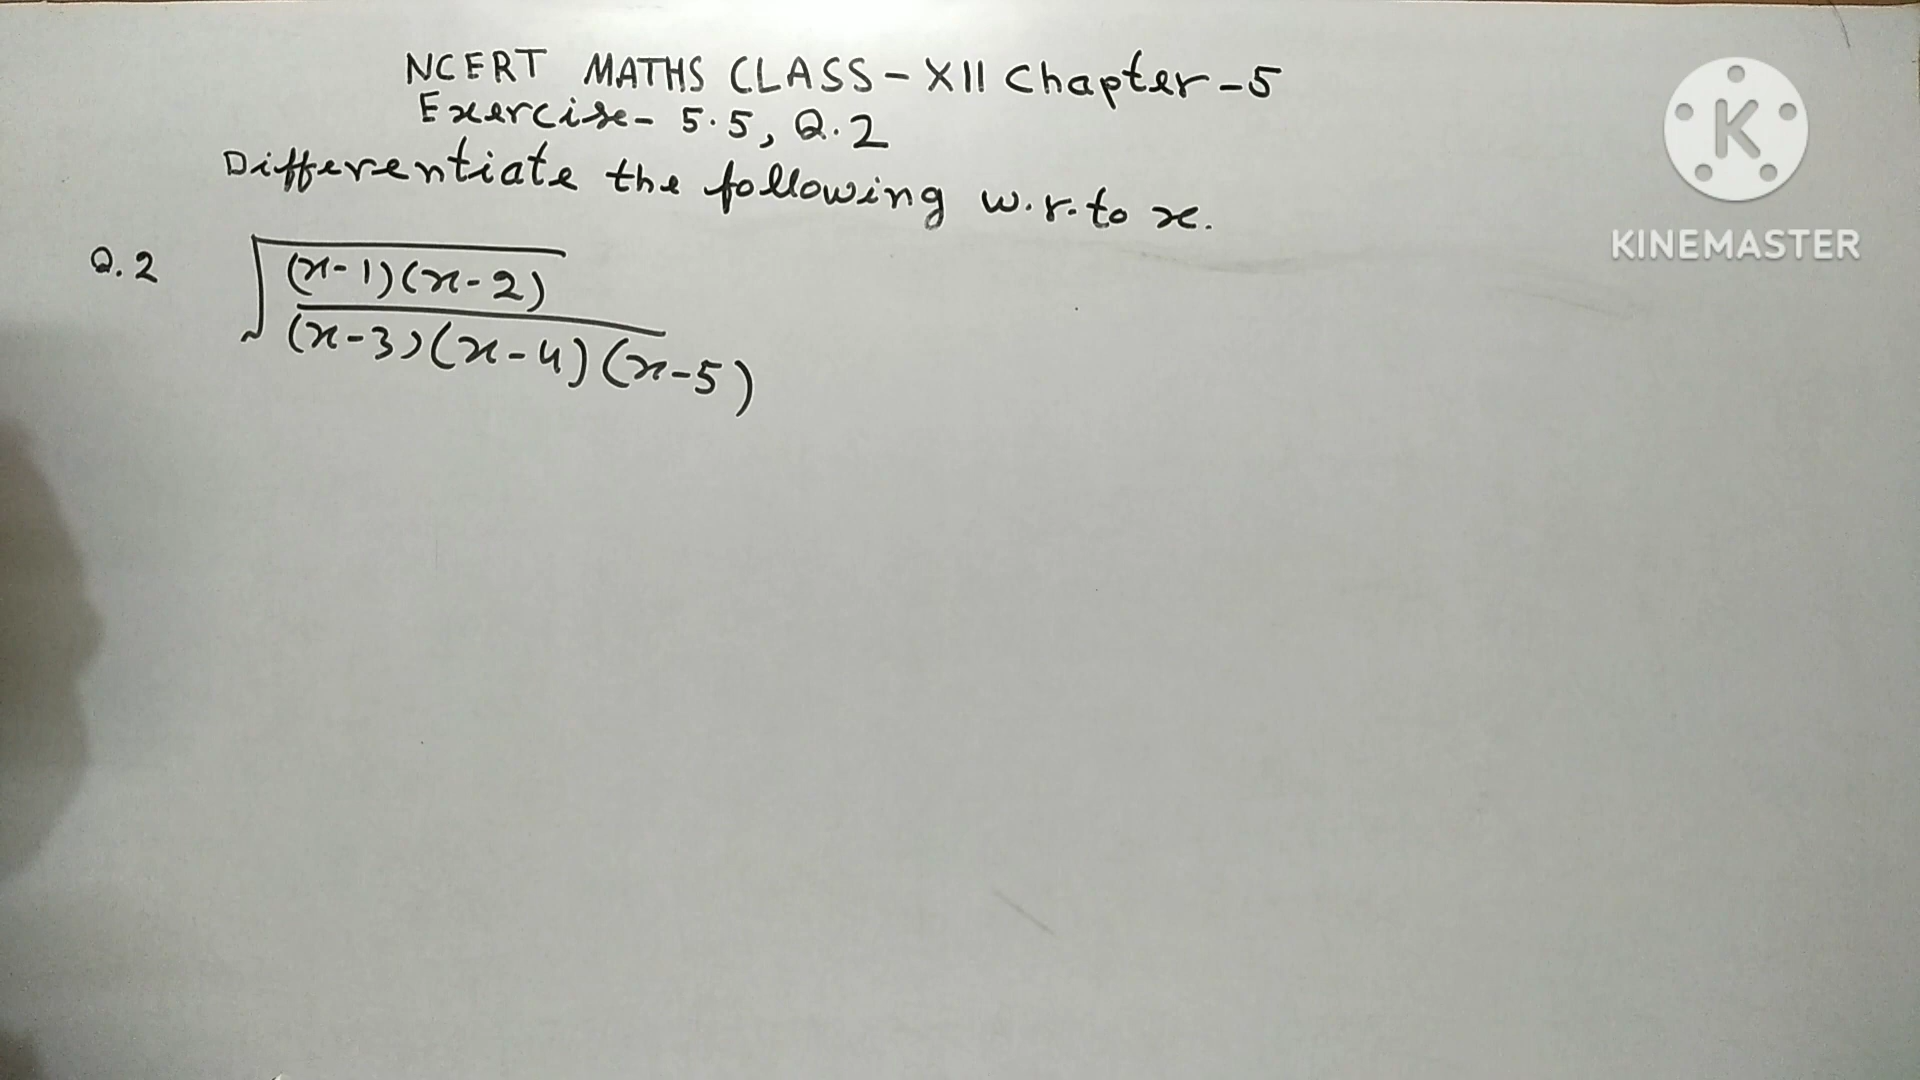 NCERT MATHS CLASS - XII Chapter - 5
Exercise - 5.5, Q.2
Differentiate the following w.r.to x.
Q.2 √(x-1)(x-2)
(x-3)(x-4)(x-5)
K
KINEMASTER